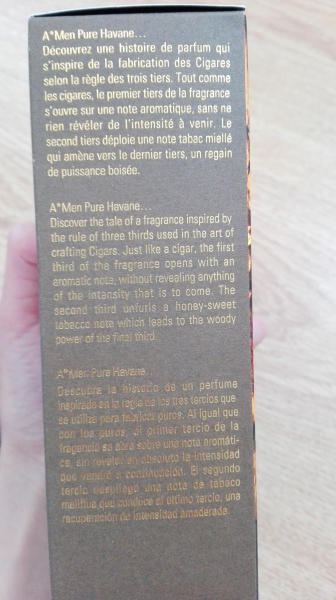 A*Men Pure Havane...
Découvrez une histoire de parfum qui
s'inspire de la fabrication des Cigares
selon la règle des trois tiers. Tout comme
les cigares, le premier tiers de la fragrance
s'ouvre sur une note aromatique, sans ne
rien révéler de l'intensité à venir. Le
second tiers déploie une note tabac miellé
qui amène vers le dernier tiers, un regain
de puissance boisée.
A*Men Pure Havane...
Discover the tale of a fragrance inspired by
the rule of three thirds used in the art of
crafting Cigars. Just like a cigar, the first
third of the fragrance opens with an
aromatic note, without revealing anything
of the intensity that is to come. The
second third unfurls a honey-sweet
tobacco note which leads to the woody
power of the final third.
A*Men Pure Havane
Descubra la historia de un perfume
inspirado en la regla de los tres tercios que
se utiliza para fabricar puros. Al igual que
con los puros, el primer tercio de la
fragancia se abre sobre una nota aromáti-
ca, sin revelar en absoluto la intensidad
que vendrá a continuación. El segundo
tercio despliega una nota de tabaco
meliflua que conduce al último tercio, una
recuperación de intensidad amaderada.